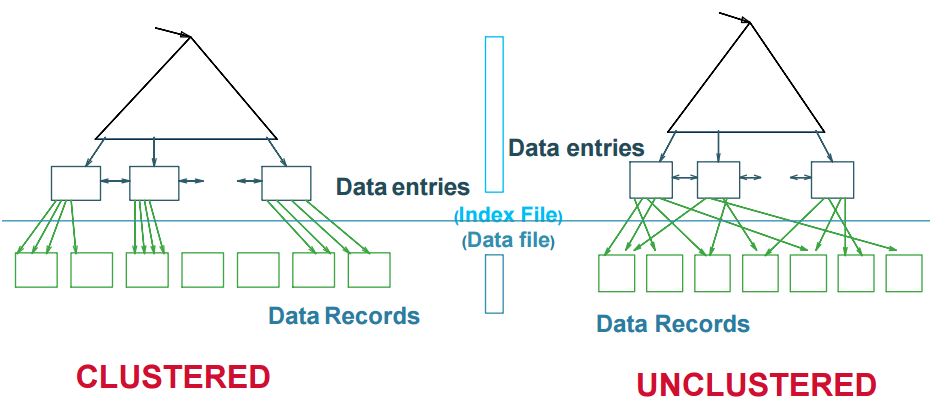 Data entries
Data entries
(Index File)
(Data file)
Data Records
Data Records
CLUSTERED
UNCLUSTERED